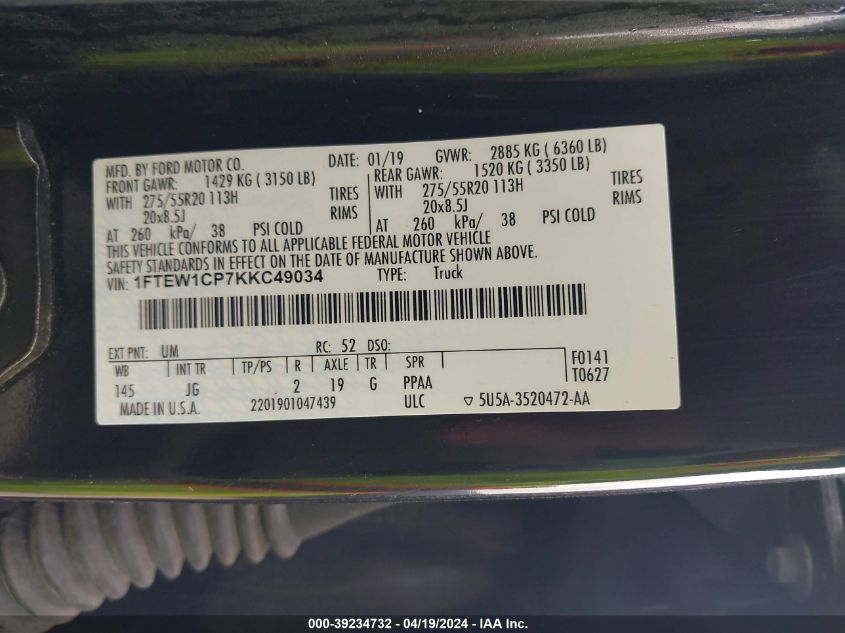 MFD. BY FORD MOTOR CO. DATE: 01/19 GVWR: 2885 KG ( 6360 LB)
FRONT GAWR: 1429 KG ( 3150 LB) REAR GAWR: 1520 KG ( 3350 LB)
WITH 275/55R20 113H TIRES WITH 275/55R20 113H TIRES
20x8.5J RIMS 20x8.5J RIMS
AT 260 kPa/ 38 PSI COLD AT 260 kPa/ 38 PSI COLD
THIS VEHICLE CONFORMS TO ALL APPLICABLE FEDERAL MOTOR VEHICLE
SAFETY STANDARDS IN EFFECT ON THE DATE OF MANUFACTURE SHOWN ABOVE.
VIN: 1FTEW1CP7KKC49034 TYPE: Truck
EXT PNT: UM RC: 52 DSO:
WB INT TR TP/PS R AXLE TR SPR F0141
145 JG 2 19 G PPAA T0627
MADE IN U.S.A. 2201901047439 ULC ▽ 5U5A-3520472-AA
000-39234732 - 04/19/2024 - IAA Inc.